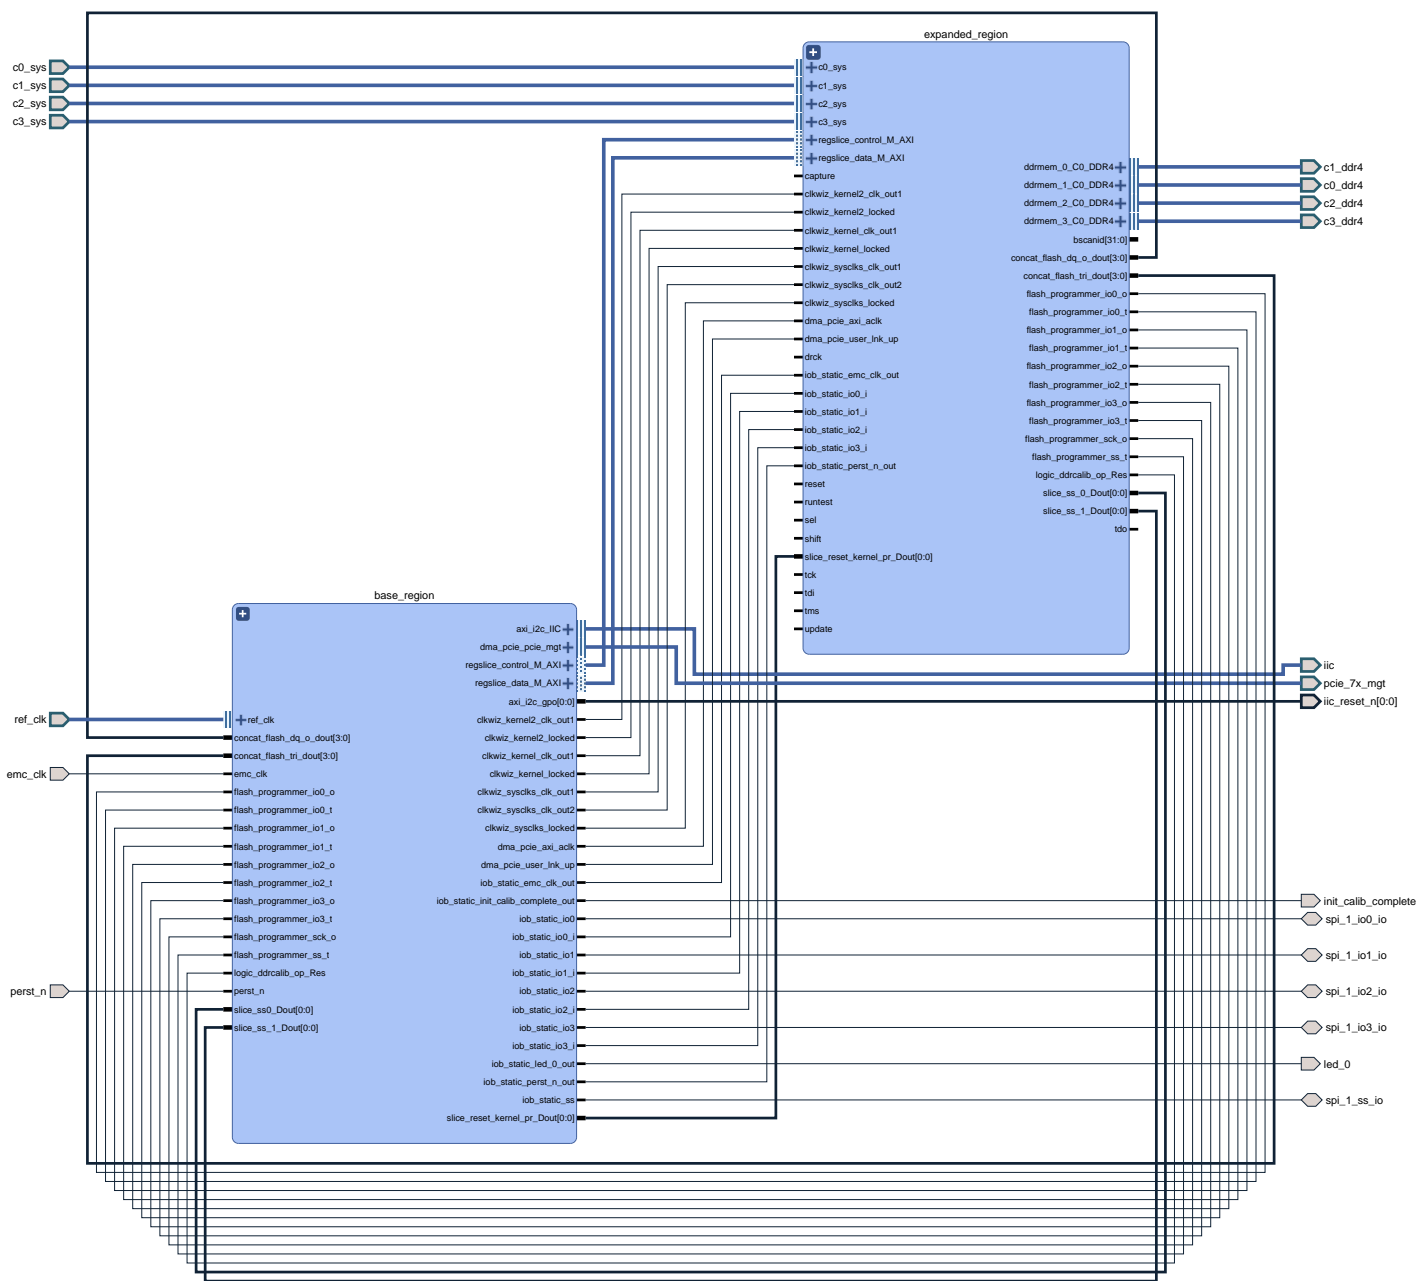 expanded_region
c0_sys
c1_sys
c2_sys
c3_sys
c0_sys
c1_sys
c2_sys
c3_sys
regslice_control_M_AXI
regslice_data_M_AXI
capture
clkwiz_kernel2_clk_out1
clkwiz_kernel2_locked
clkwiz_kernel_clk_out1
clkwiz_kernel_locked
clkwiz_sysclks_clk_out1
clkwiz_sysclks_clk_out2
clkwiz_sysclks_locked
dma_pcie_axi_aclk
dma_pcie_user_lnk_up
drck
iob_static_emc_clk_out
iob_static_io0_i
iob_static_io1_i
iob_static_io2_i
iob_static_io3_i
iob_static_perst_n_out
reset
runtest
sel
shift
slice_reset_kernel_pr_Dout[0:0]
tck
tdi
tms
update
ddrmem_0_C0_DDR4
ddrmem_1_C0_DDR4
ddrmem_2_C0_DDR4
ddrmem_3_C0_DDR4
bscanid[31:0]
concat_flash_dq_o_dout[3:0]
concat_flash_tri_dout[3:0]
flash_programmer_io0_o
flash_programmer_io0_t
flash_programmer_io1_o
flash_programmer_io1_t
flash_programmer_io2_o
flash_programmer_io2_t
flash_programmer_io3_o
flash_programmer_io3_t
flash_programmer_sck_o
flash_programmer_ss_t
logic_ddrcalib_op_Res
slice_ss_0_Dout[0:0]
slice_ss_1_Dout[0:0]
tdo
c1_ddr4
c0_ddr4
c2_ddr4
c3_ddr4
base_region
ref_clk
emc_clk
perst_n
ref_clk
concat_flash_dq_o_dout[3:0]
concat_flash_tri_dout[3:0]
emc_clk
flash_programmer_io0_o
flash_programmer_io0_t
flash_programmer_io1_o
flash_programmer_io1_t
flash_programmer_io2_o
flash_programmer_io2_t
flash_programmer_io3_o
flash_programmer_io3_t
flash_programmer_sck_o
flash_programmer_ss_t
logic_ddrcalib_op_Res
perst_n
slice_ss0_Dout[0:0]
slice_ss_1_Dout[0:0]
axi_i2c_IIC
dma_pcie_pcie_mgt
regslice_control_M_AXI
regslice_data_M_AXI
axi_i2c_gpo[0:0]
clkwiz_kernel2_clk_out1
clkwiz_kernel2_locked
clkwiz_kernel_clk_out1
clkwiz_kernel_locked
clkwiz_sysclks_clk_out1
clkwiz_sysclks_clk_out2
clkwiz_sysclks_locked
dma_pcie_axi_aclk
dma_pcie_user_lnk_up
iob_static_emc_clk_out
iob_static_init_calib_complete_out
iob_static_io0
iob_static_io0_i
iob_static_io1
iob_static_io1_i
iob_static_io2
iob_static_io2_i
iob_static_io3
iob_static_io3_i
iob_static_led_0_out
iob_static_perst_n_out
iob_static_ss
slice_reset_kernel_pr_Dout[0:0]
iic
pcie_7x_mgt
iic_reset_n[0:0]
init_calib_complete
spi_1_io0_io
spi_1_io1_io
spi_1_io2_io
spi_1_io3_io
led_0
spi_1_ss_io